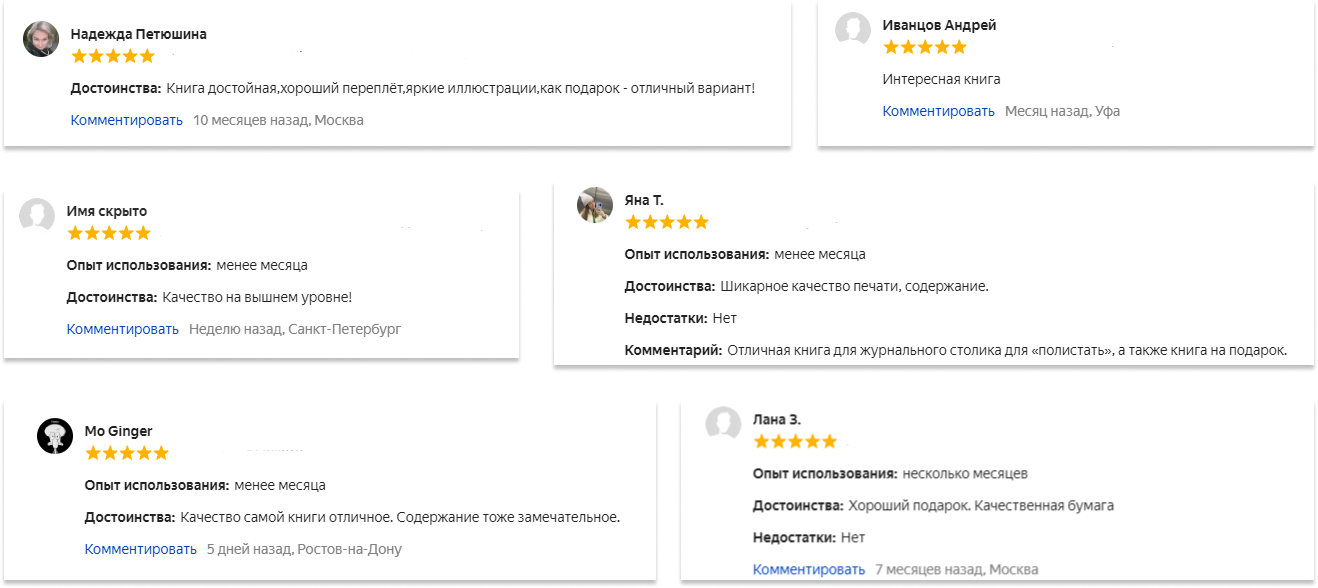 Надежда Петюшина
Достоинства: Книга достойная,хороший переплёт,яркие иллюстрации,как подарок - отличный вариант!
Комментировать 10 месяцев назад, Москва
Иванцов Андрей
Интересная книга
Комментировать Месяц назад, Уфа
Имя скрыто
Опыт использования: менее месяца
Достоинства: Качество на вышнем уровне!
Комментировать Неделю назад, Санкт-Петербург
Яна Т.
Опыт использования: менее месяца
Достоинства: Шикарное качество печати, содержание.
Недостатки: Нет
Комментарий: Отличная книга для журнального столика для «полистать», а также книга на подарок.
Mo Ginger
Опыт использования: менее месяца
Достоинства: Качество самой книги отличное. Содержание тоже замечательное.
Комментировать 5 дней назад, Ростов-на-Дону
Лана З.
Опыт использования: несколько месяцев
Достоинства: Хороший подарок. Качественная бумага
Недостатки: Нет
Комментировать 7 месяцев назад, Москва